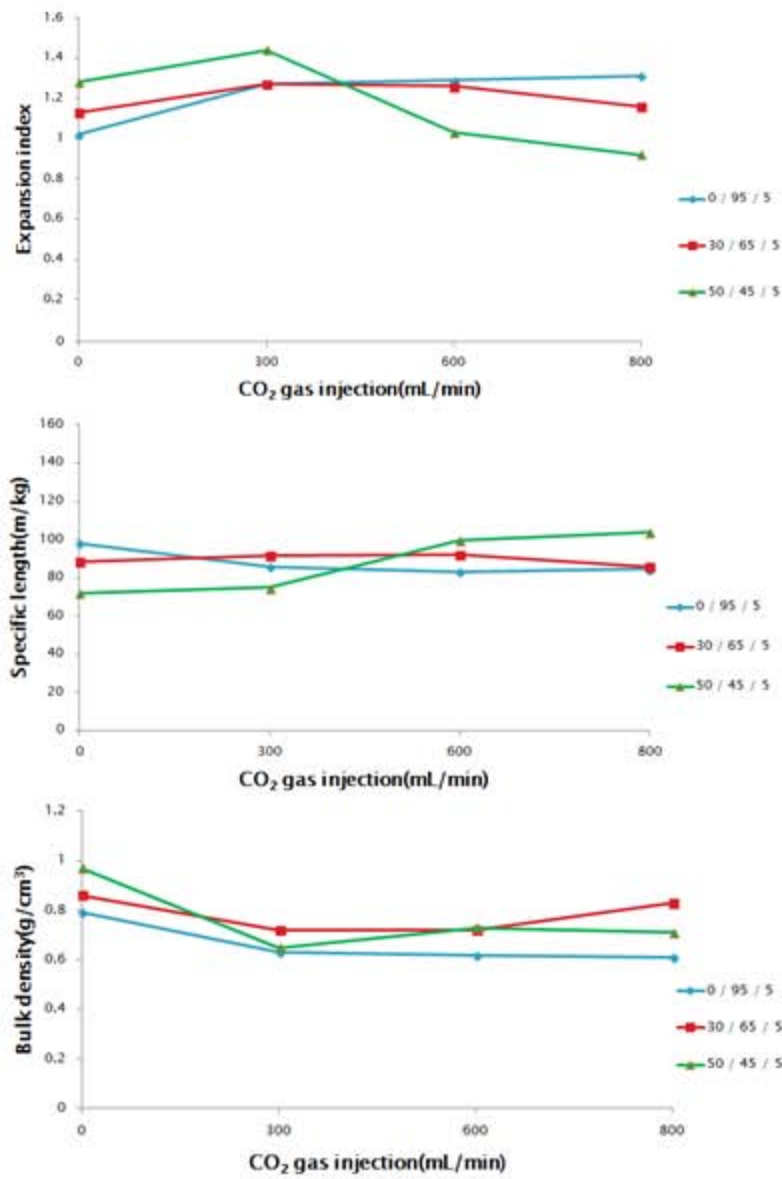 1.6
1.4
1.2
1
0.8
0.6
0.4
0.2
0
Expansion index
0 300 600 800
CO₂ gas injection(mL/min)
0 / 95 / 5
30 / 65 / 5
50 / 45 / 5
160
140
120
100
80
60
40
20
0
Specific length(m/kg)
0 300 600 800
CO₂ gas injection(mL/min)
0 / 95 / 5
30 / 65 / 5
50 / 45 / 5
1.2
1
0.8
0.6
0.4
0.2
0
Bulk density(g/cm³)
0 300 600 800
CO₂ gas injection(mL/min)
0 / 95 / 5
30 / 65 / 5
50 / 45 / 5